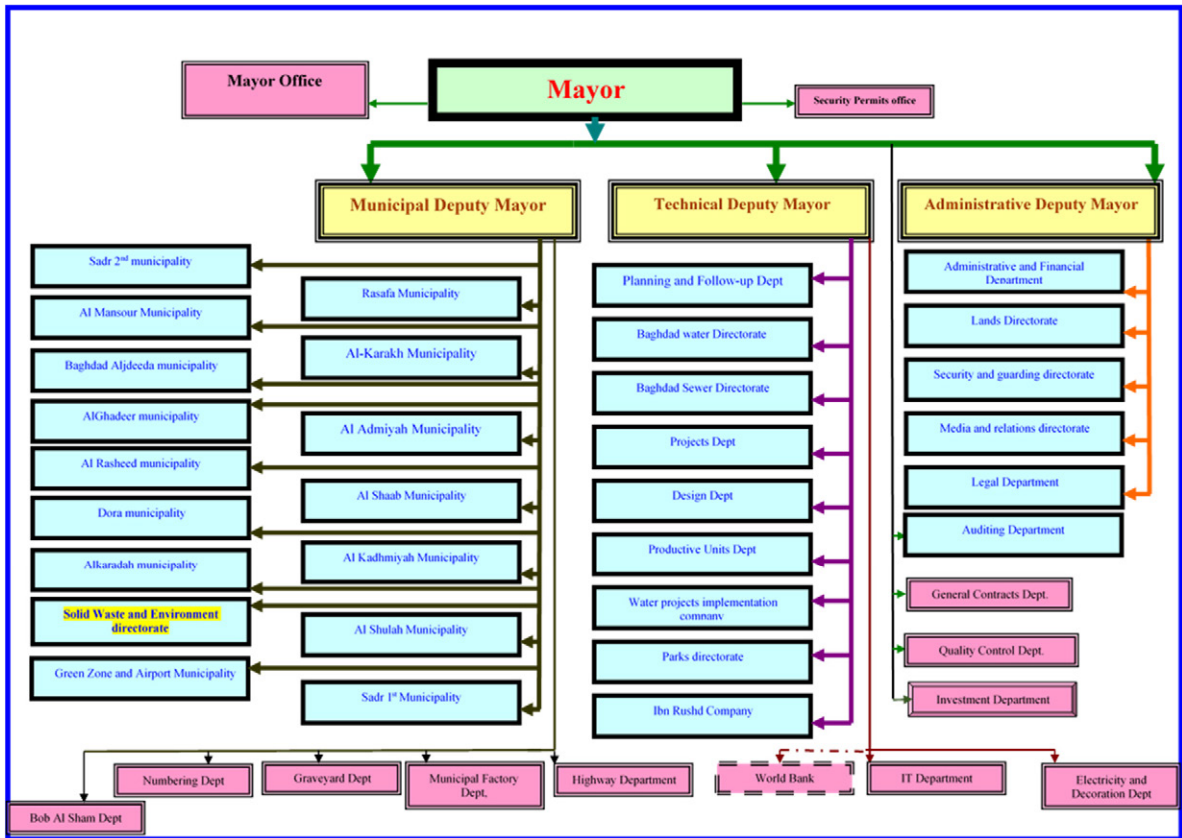 Mayor Office
Mayor
Security Permits office
Municipal Deputy Mayor
Technical Deputy Mayor
Administrative Deputy Mayor
Sadr 2nd municipality
Al Mansour Municipality
Baghdad Aljdeeda municipality
AlGhadeer municipality
Al Rasheed municipality
Dora municipality
Alkaradah municipality
Solid Waste and Environment
directorate
Green Zone and Airport Municipality
Rasafa Municipality
Al-Karakh Municipality
Al Admiyah Municipality
Al Shaab Municipality
Al Kadhmiyah Municipality
Al Shulah Municipality
Sadr 1st Municipality
Planning and Follow-up Dept
Baghdad water Directorate
Baghdad Sewer Directorate
Projects Dept
Design Dept
Productive Units Dept
Water projects implementation
company
Parks directorate
Ibn Rushd Company
Administrative and Financial
Department
Lands Directorate
Security and guarding directorate
Media and relations directorate
Legal Department
Auditing Department
General Contracts Dept.
Quality Control Dept.
Investment Department
Bob Al Sham Dept
Numbering Dept
Graveyard Dept
Municipal Factory
Dept,
Highway Department
World Bank
IT Department
Electricity and
Decoration Dept